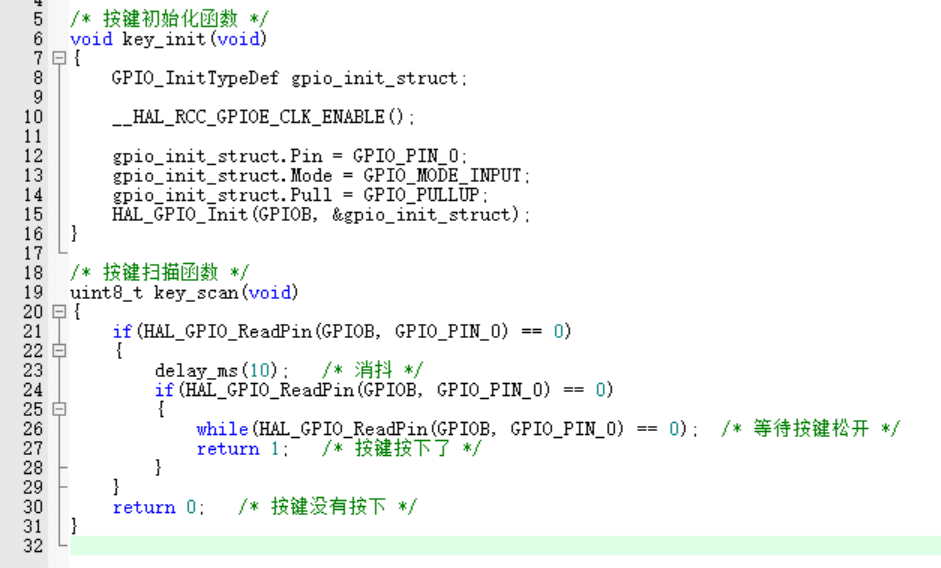 4
5 /* 按键初始化函数 */
6 void key_init(void)
7 {
8 GPIO_InitTypeDef gpio_init_struct;
9
10 __HAL_RCC_GPIOE_CLK_ENABLE();
11
12 gpio_init_struct.Pin = GPIO_PIN_0;
13 gpio_init_struct.Mode = GPIO_MODE_INPUT;
14 gpio_init_struct.Pull = GPIO_PULLUP;
15 HAL_GPIO_Init(GPIOB, &gpio_init_struct);
16 }
17
18 /* 按键扫描函数 */
19 uint8_t key_scan(void)
20 {
21 if(HAL_GPIO_ReadPin(GPIOB, GPIO_PIN_0) == 0)
22 {
23 delay_ms(10); /* 消抖 */
24 if(HAL_GPIO_ReadPin(GPIOB, GPIO_PIN_0) == 0)
25 {
26 while(HAL_GPIO_ReadPin(GPIOB, GPIO_PIN_0) == 0); /* 等待按键松开 */
27 return 1; /* 按键按下了 */
28 }
29 }
30 return 0; /* 按键没有按下 */
31 }
32